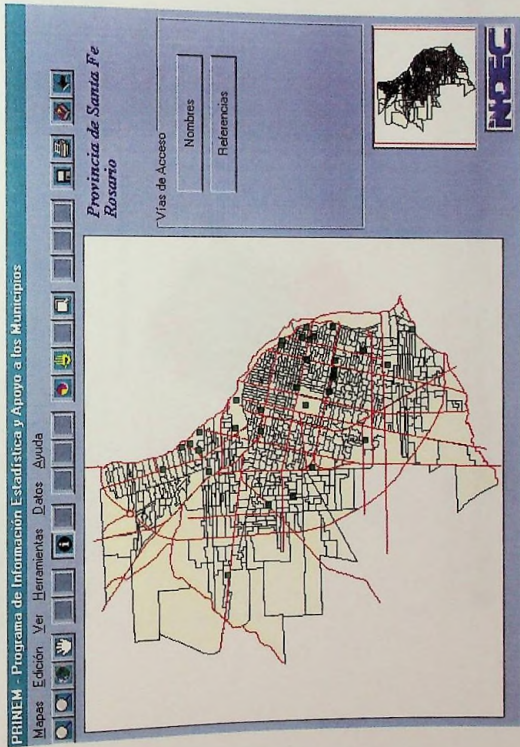 PRINEM - Programa de Información Estadística y Apoyo a los Municipios
Mapas Edición Ver Herramientas Datos Ayuda
Provincia de Santa Fe
Rosario
Vías de Acceso
Nombres
Referencias
INDEC